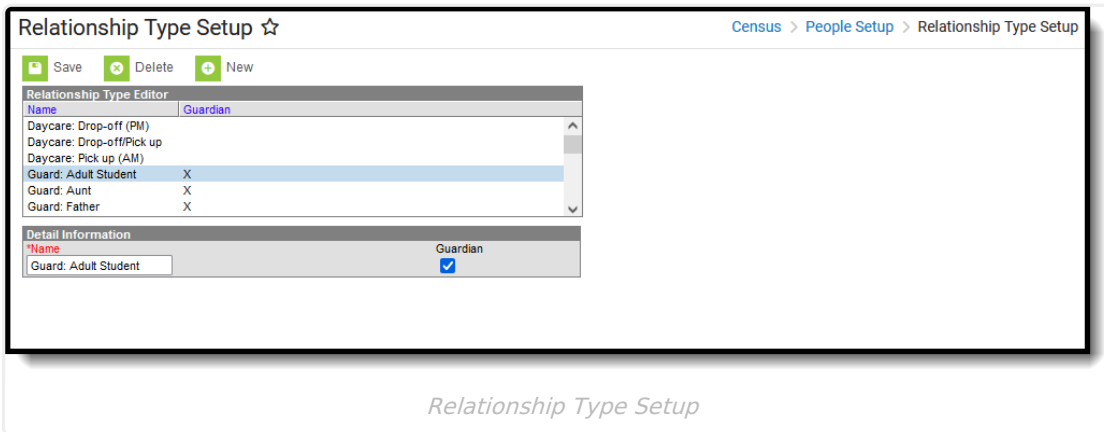 Relationship Type Setup ☆
Census > People Setup > Relationship Type Setup
Save Delete New
Relationship Type Editor
Name Guardian
Daycare: Drop-off (PM)
Daycare: Drop-off/Pick up
Daycare: Pick up (AM)
Guard: Adult Student X
Guard: Aunt X
Guard: Father X
Detail Information
*Name Guardian
Guard: Adult Student
Relationship Type Setup